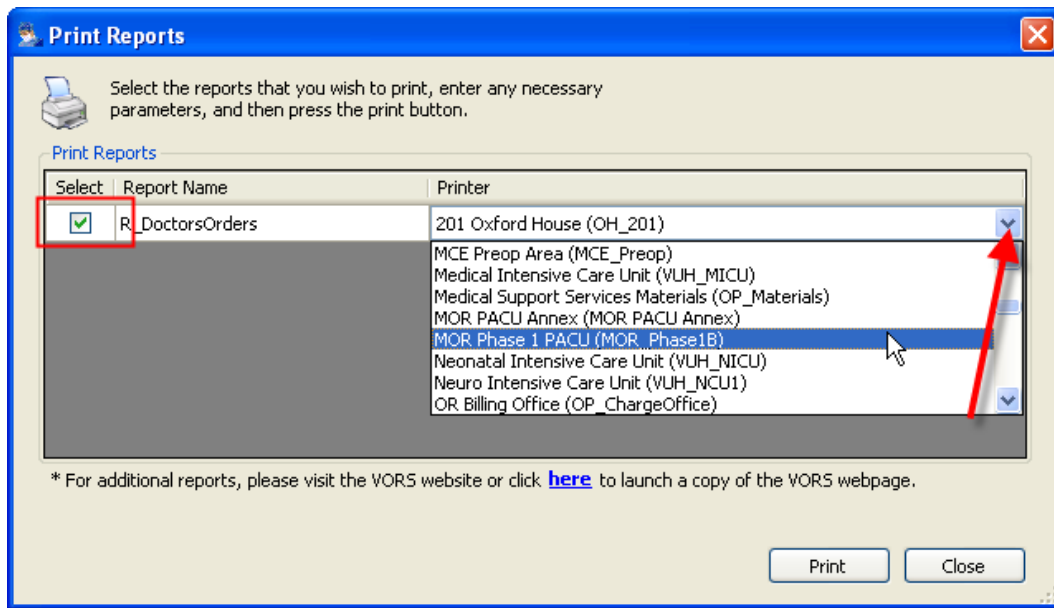 Print Reports
Select the reports that you wish to print, enter any necessary
parameters, and then press the print button.
Print Reports
Select Report Name Printer
R_DoctorsOrders 201 Oxford House (OH_201)
MCE Preop Area (MCE_Preop)
Medical Intensive Care Unit (VUH_MICU)
Medical Support Services Materials (OP_Materials)
MOR PACU Annex (MOR PACU Annex)
MOR Phase 1 PACU (MOR_Phase1B)
Neonatal Intensive Care Unit (VUH_NICU)
Neuro Intensive Care Unit (VUH_NCU1)
OR Billing Office (OP_ChargeOffice)
* For additional reports, please visit the VORS website or click here to launch a copy of the VORS webpage.
Print Close